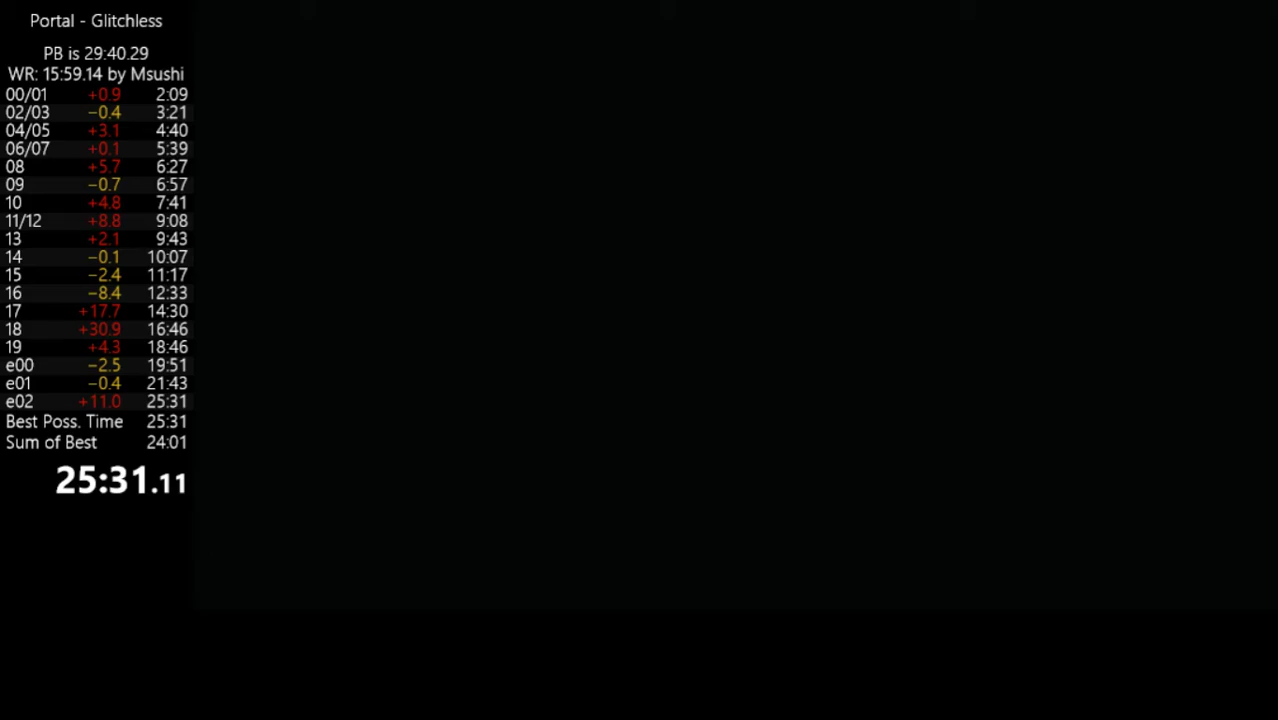 Portal - Glitchless
PB is 29:40.29
WR: 15:59.14 by Msushi
00/01 +0.9 2:09
02/03 −0.4 3:21
04/05 +3.1 4:40
06/07 +0.1 5:39
08 +5.7 6:27
09 −0.7 6:57
10 +4.8 7:41
11/12 +8.8 9:08
13 +2.1 9:43
14 −0.1 10:07
15 −2.4 11:17
16 −8.4 12:33
17 +17.7 14:30
18 +30.9 16:46
19 +4.3 18:46
e00 −2.5 19:51
e01 −0.4 21:43
e02 +11.0 25:31
Best Poss. Time 25:31
Sum of Best 24:01
25:31.11